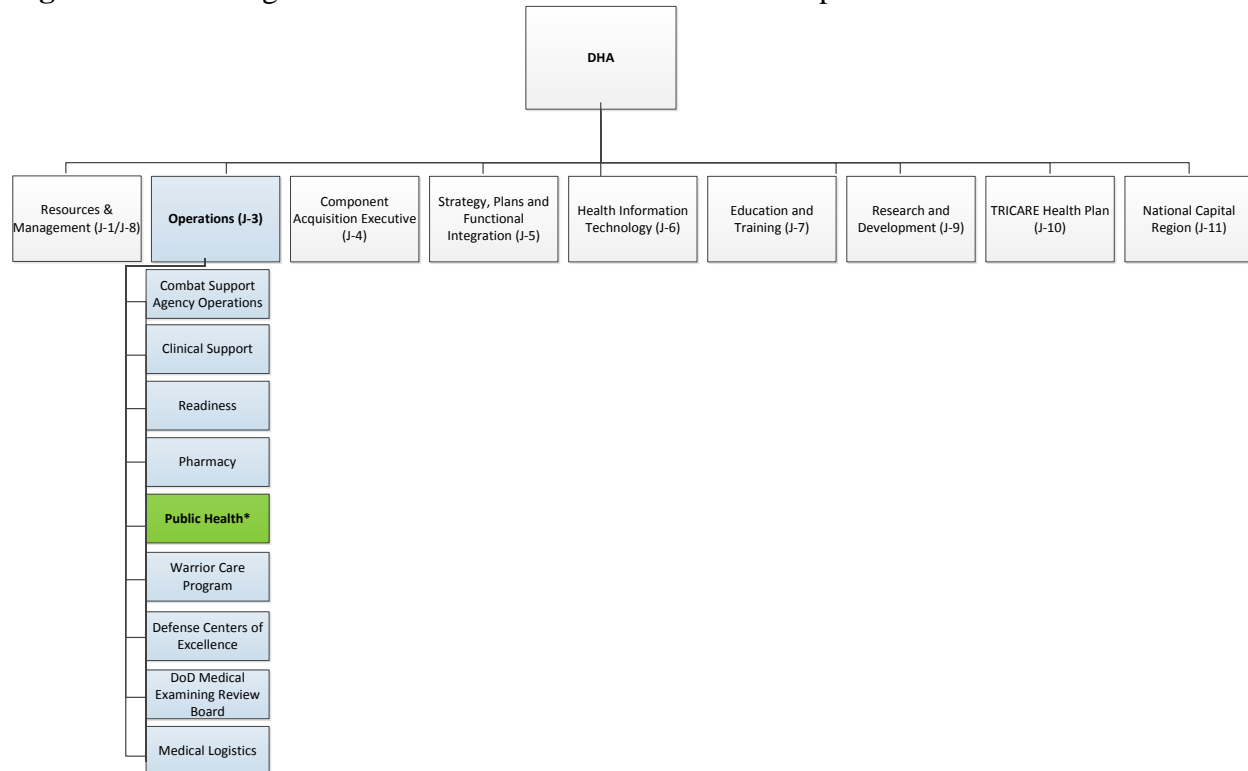 DHA
Resources &
Management (J-1/J-8)
Operations (J-3)
Component
Acquisition Executive
(J-4)
Strategy, Plans and
Functional
Integration (J-5)
Health Information
Technology (J-6)
Education and
Training (J-7)
Research and
Development (J-9)
TRICARE Health Plan
(J-10)
National Capital
Region (J-11)
Combat Support
Agency Operations
Clinical Support
Readiness
Pharmacy
Public Health*
Warrior Care
Program
Defense Centers of
Excellence
DoD Medical
Examining Review
Board
Medical Logistics